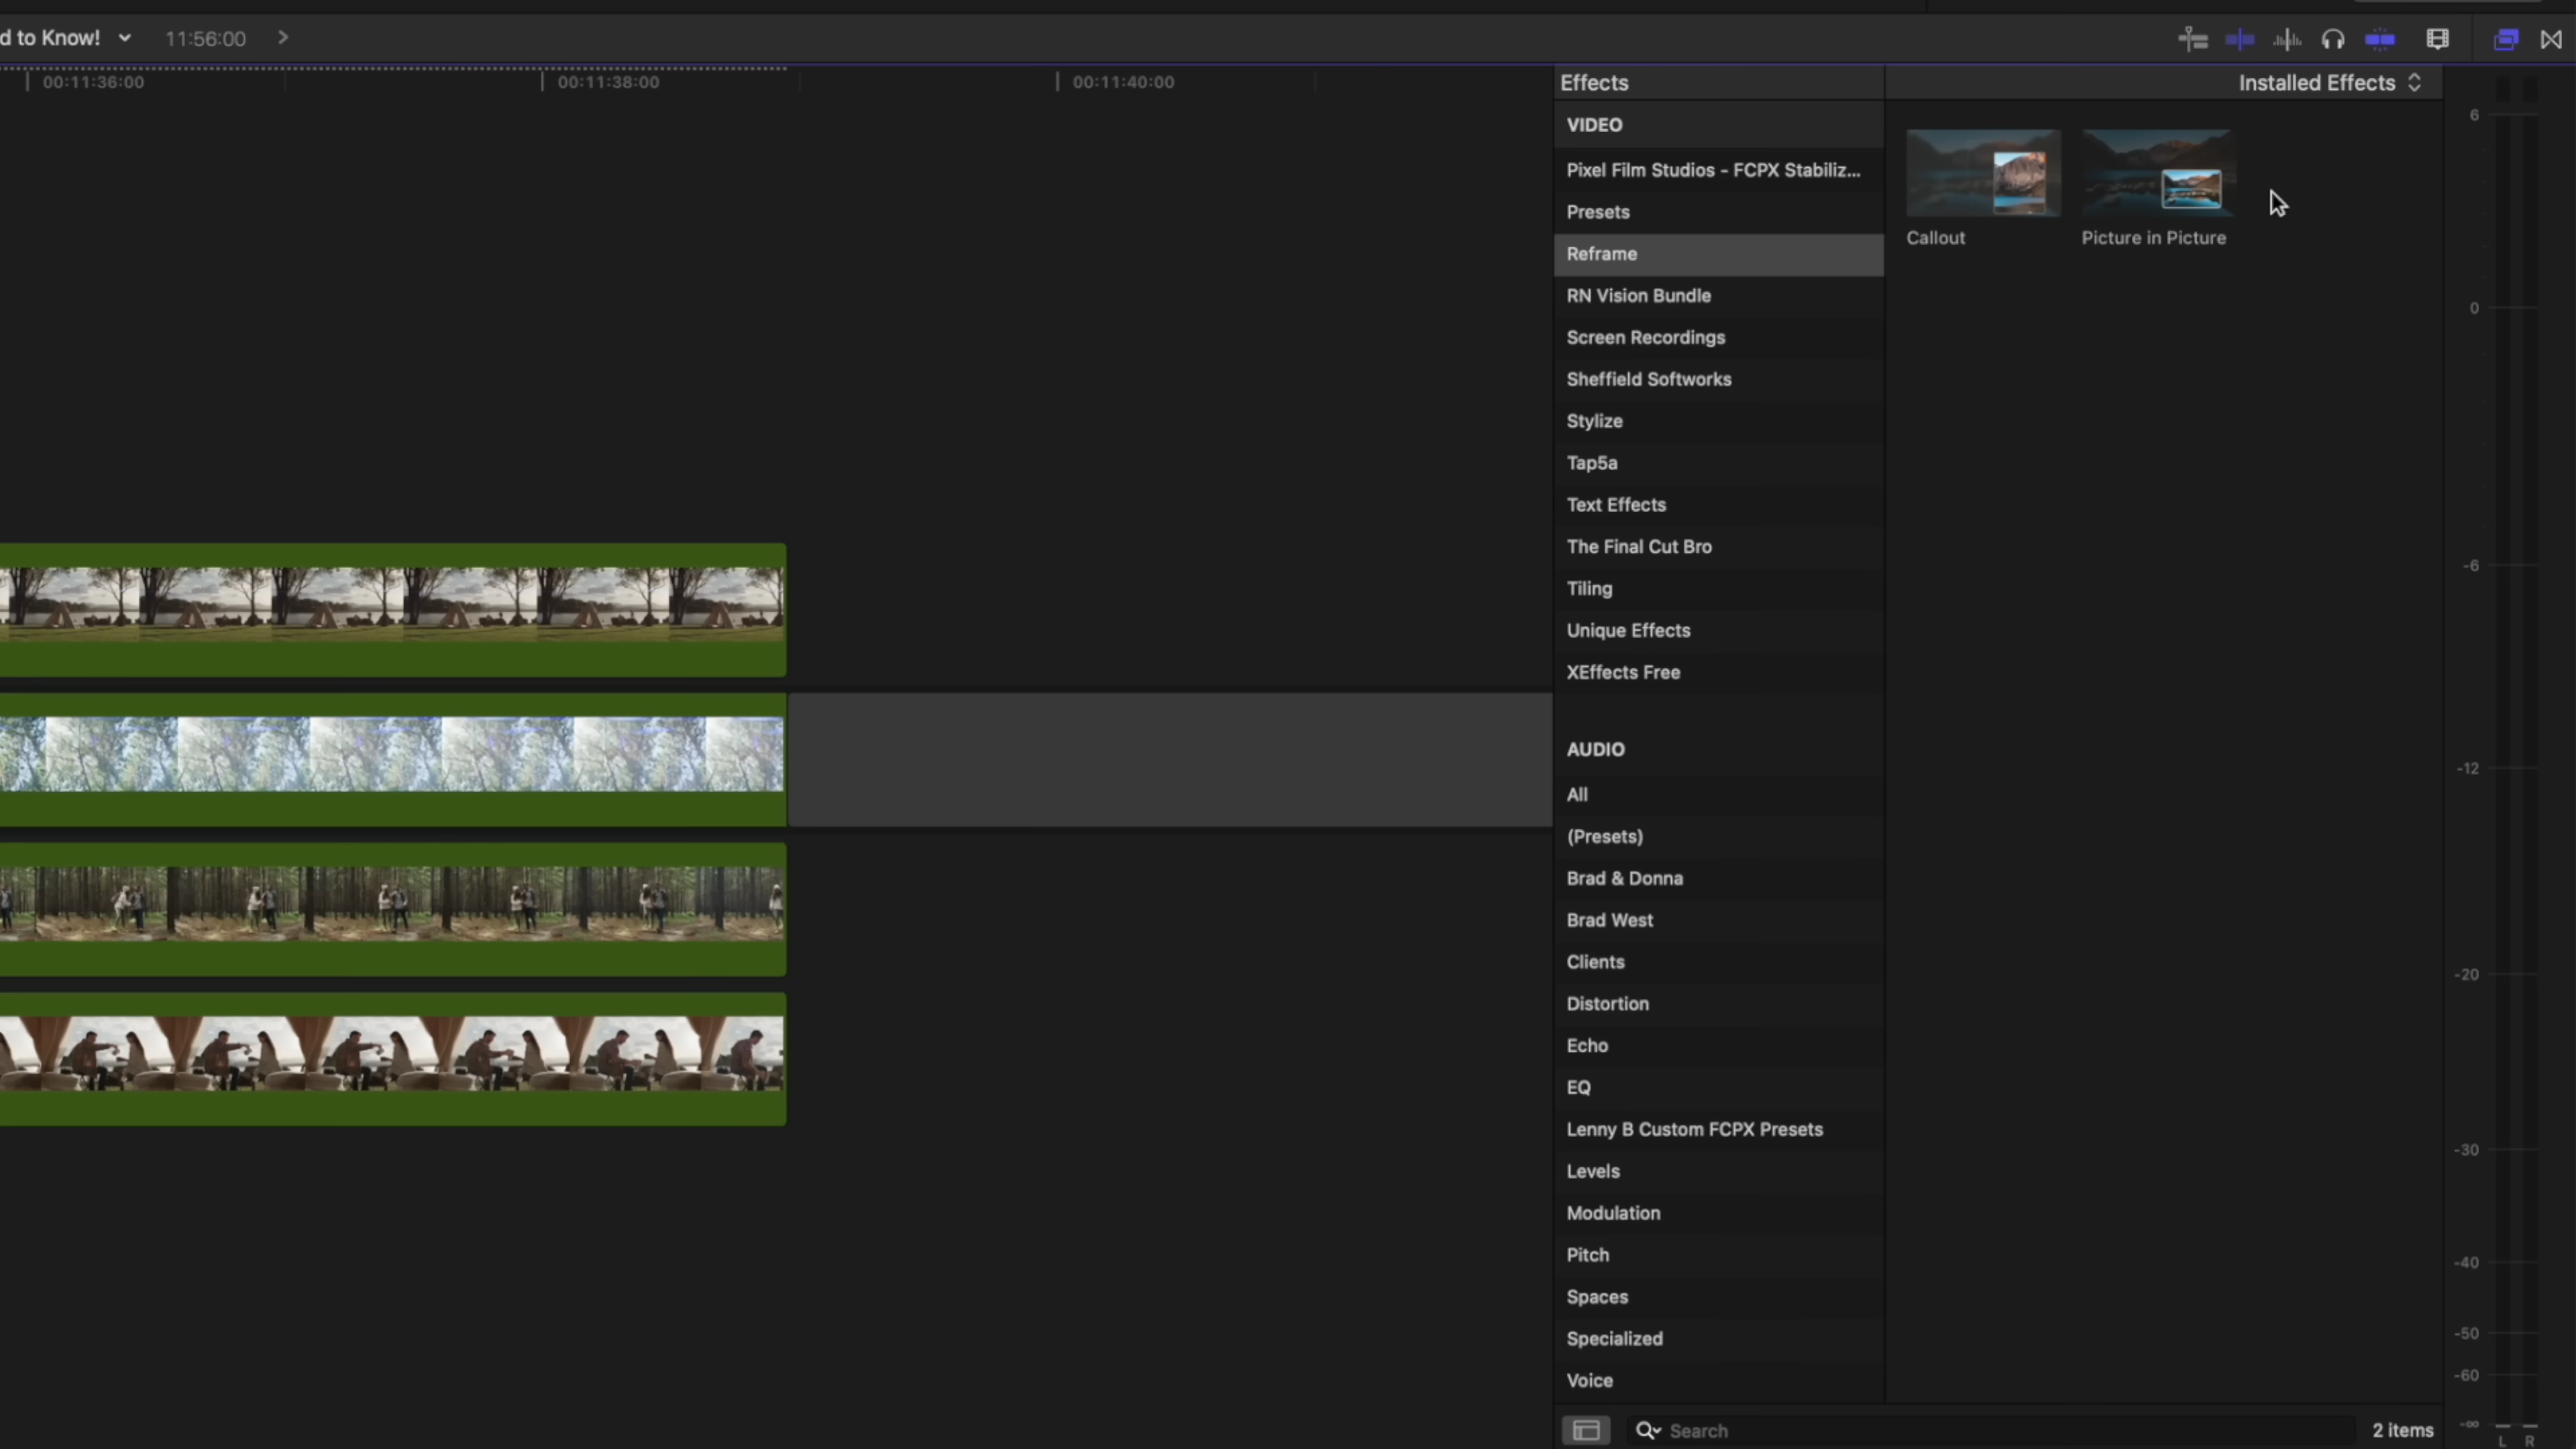 d to Know!
11:56:00
00:11:36:00
00:11:38:00
00:11:40:00
Effects
Installed Effects
VIDEO
Pixel Film Studios - FCPX Stabiliz...
Presets
Reframe
RN Vision Bundle
Screen Recordings
Sheffield Softworks
Stylize
Tap5a
Text Effects
The Final Cut Bro
Tiling
Unique Effects
XEffects Free
AUDIO
All
(Presets)
Brad & Donna
Brad West
Clients
Distortion
Echo
EQ
Lenny B Custom FCPX Presets
Levels
Modulation
Pitch
Spaces
Specialized
Voice
Search
2 items
Callout
Picture in Picture
6
0
-6
-12
-20
-30
-40
-50
-60
-∞
L R